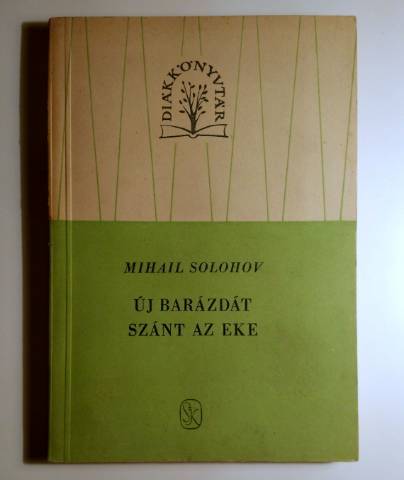 DIÁKKÖNYVTÁR
MIHAIL SOLOHOV
ÚJ BARÁZDÁT
SZÁNT AZ EKE